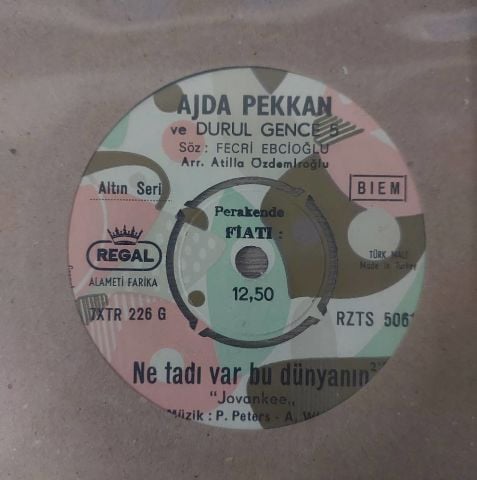 AJDA PEKKAN
ve DURUL GENCE 5
Söz : FECRİ EBCİOĞLU
Arr. Atilla Özdemiroğlu
Altın Seri
BIEM
Perakende
FİATI :
12,50
REGAL
ALAMETİ FARİKA
TÜRK MALI
Made in Turkey
7XTR 226 G
RZTS 506
Ne tadı var bu dünyanın
"Jovankee„
Müzik : P. Peters - A.